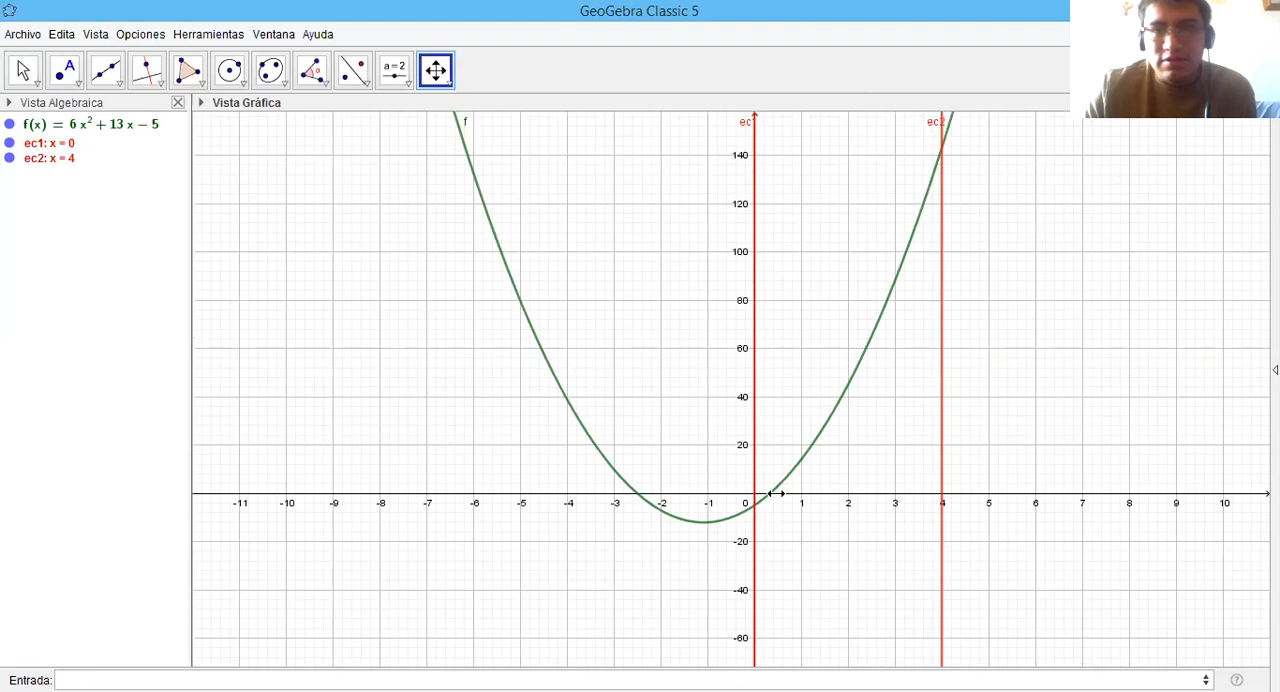 GeoGebra Classic 5
Archivo Edita Vista Opciones Herramientas Ventana Ayuda
A
α
a = 2
Vista Algebraica
Vista Gráfica
f(x) = 6 x² + 13 x − 5
ec1: x = 0
ec2: x = 4
f
ec1
ec2
140
120
100
80
60
40
20
-11 -10 -9 -8 -7 -6 -5 -4 -3 -2 -1 0 1 2 3 4 5 6 7 8 9 10
-20
-40
-60
Entrada:
?